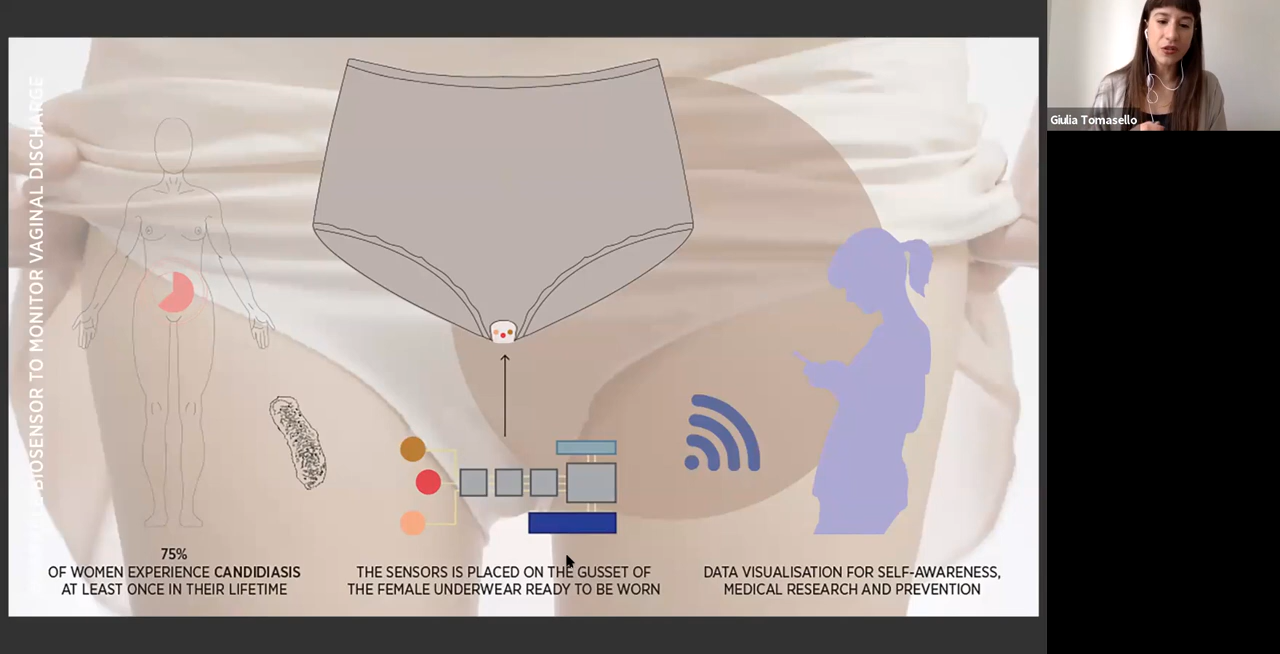 BIOSENSOR TO MONITOR VAGINAL DISCHARGE
75%
OF WOMEN EXPERIENCE CANDIDIASIS
AT LEAST ONCE IN THEIR LIFETIME
THE SENSORS IS PLACED ON THE GUSSET OF
THE FEMALE UNDERWEAR READY TO BE WORN
DATA VISUALISATION FOR SELF-AWARENESS,
MEDICAL RESEARCH AND PREVENTION
Giulia Tomasello